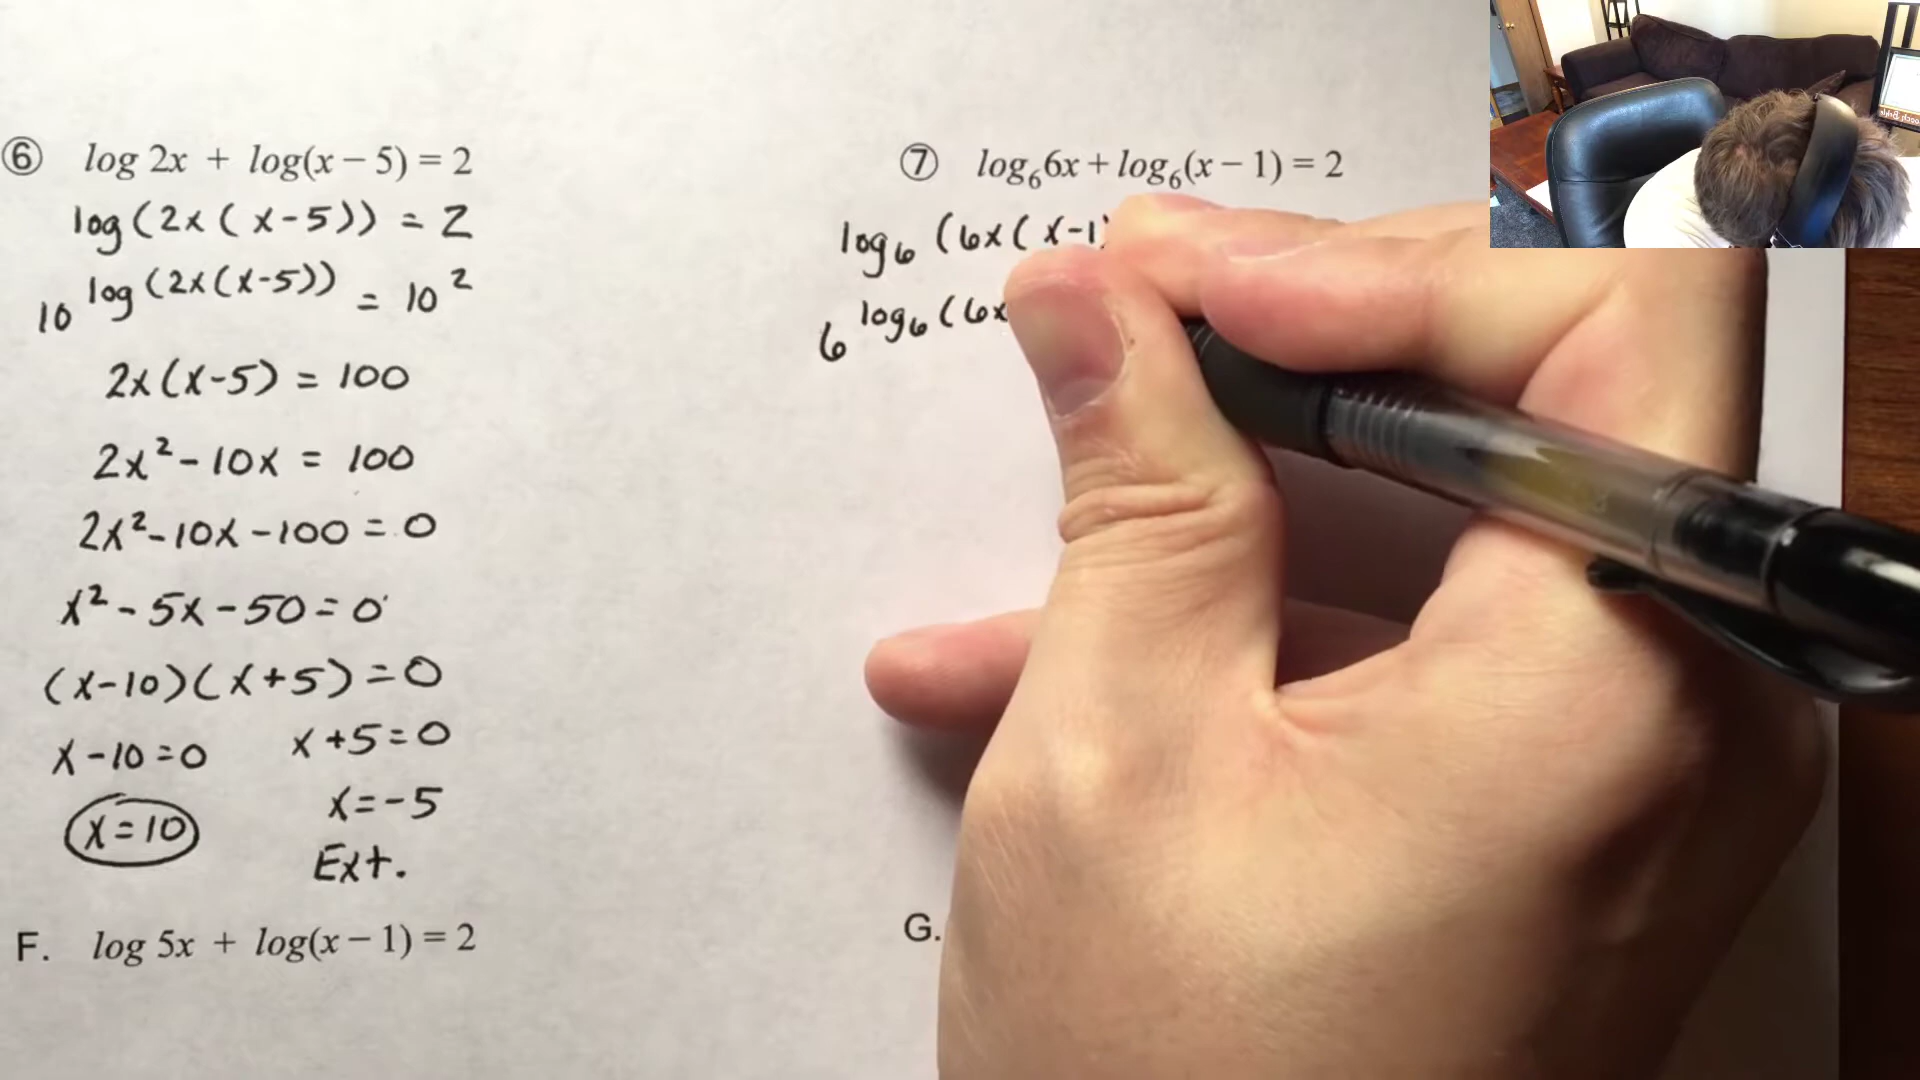 ⑥ log 2x + log(x − 5) = 2
log(2x(x-5)) = 2
10^log(2x(x-5)) = 10^2
2x(x-5) = 100
2x² - 10x = 100
2x² - 10x - 100 = 0
x² - 5x - 50 = 0
(x-10)(x+5) = 0
x - 10 = 0 x + 5 = 0
x = 10 x = -5
Ext.
F. log 5x + log(x − 1) = 2
⑦ log₆6x + log₆(x − 1) = 2
log₆ (6x(x-1)
6^log₆(6x
G.